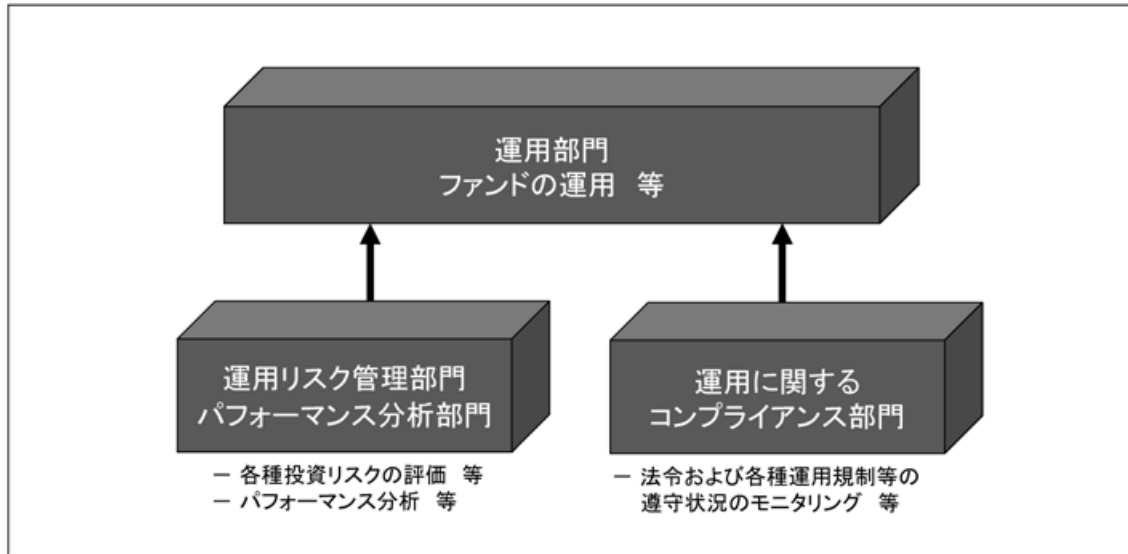 運用部門
ファンドの運用 等
運用リスク管理部門
パフォーマンス分析部門
－ 各種投資リスクの評価 等
－ パフォーマンス分析 等
運用に関する
コンプライアンス部門
－ 法令および各種運用規制等の
遵守状況のモニタリング 等